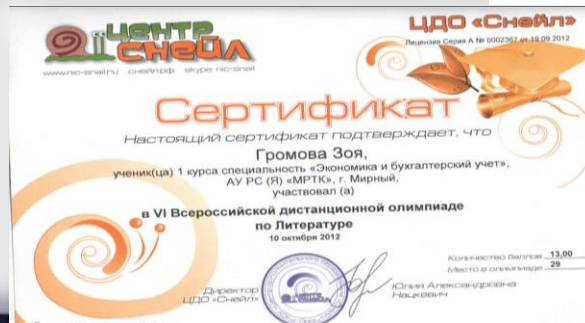 ЦЕНТР
СНЕЙЛ
www.nic-snail.ru снейл.рф skype: nic-snail
ЦДО «Снейл»
Лицензия Серия А № 0002367 от 19.09.2012
Сертификат
Настоящий сертификат подтверждает, что
Громова Зоя,
ученик(ца) 1 курса специальность «Экономика и бухгалтерский учет»,
АУ РС (Я) «МРТК», г. Мирный,
участвовал (а)
в VI Всероссийской дистанционной олимпиаде
по Литературе
10 октября 2012
Количество баллов 13,00
Место в олимпиаде 29
Директор
ЦДО «Снейл»
Юлия Александровна
Нацкевич